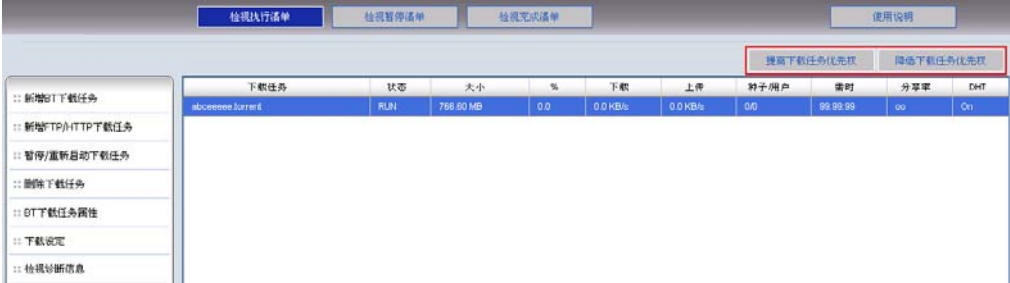 检视执行清单 检视暂停清单 检视完成清单 使用说明
提高下载任务优先权 降低下载任务优先权
下载任务 状态 大小 % 下载 上传 种子/用户 需时 分享率 DHT
abceeeee.torrent RUN 766.60 MB 0.0 0.0 KB/s 0.0 KB/s 0/0 99.99.99 oo On
:: 新增BT下载任务
:: 新增FTP/HTTP下载任务
:: 暂停/重新启动下载任务
:: 删除下载任务
:: BT下载任务属性
:: 下载设定
:: 检视诊断信息